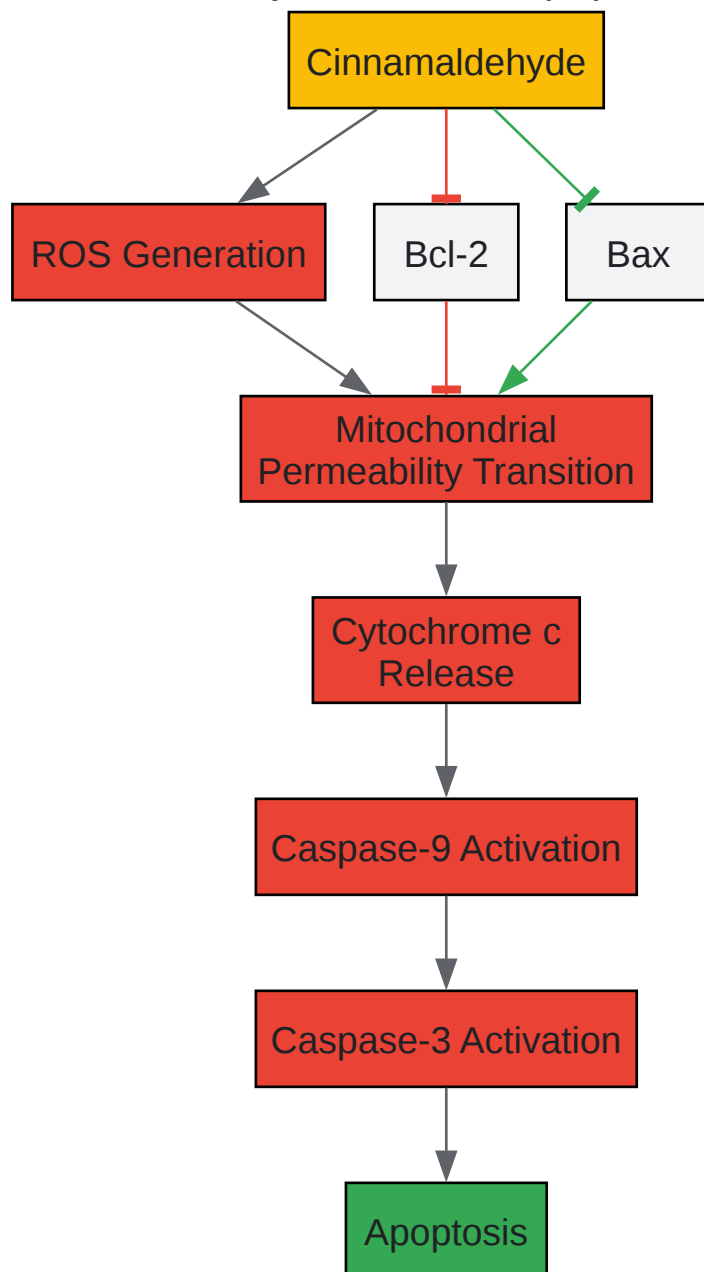 Cinnamaldehyde
ROS Generation
Bcl-2
Bax
Mitochondrial
Permeability Transition
Cytochrome c
Release
Caspase-9 Activation
Caspase-3 Activation
Apoptosis